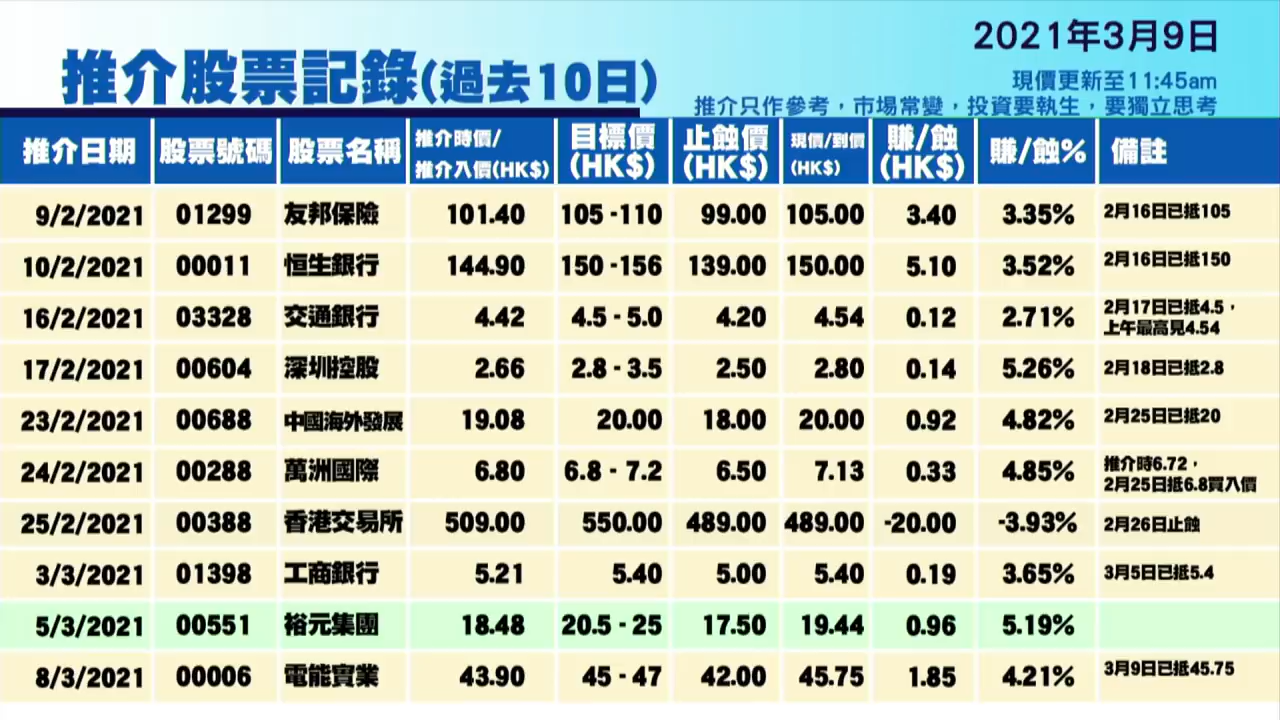 2021年3月9日
推介股票記錄(過去10日)
現價更新至11:45am
推介只作參考，市場常變，投資要執生，要獨立思考
推介日期 股票號碼 股票名稱 推介時價/推介入價(HK$) 目標價(HK$) 止蝕價(HK$) 現價/到價(HK$) 賺/蝕(HK$) 賺/蝕% 備註
9/2/2021 01299 友邦保險 101.40 105 -110 99.00 105.00 3.40 3.35% 2月16日已抵105
10/2/2021 00011 恒生銀行 144.90 150 -156 139.00 150.00 5.10 3.52% 2月16日已抵150
16/2/2021 03328 交通銀行 4.42 4.5 - 5.0 4.20 4.54 0.12 2.71% 2月17日已抵4.5，上午最高見4.54
17/2/2021 00604 深圳控股 2.66 2.8 - 3.5 2.50 2.80 0.14 5.26% 2月18日已抵2.8
23/2/2021 00688 中國海外發展 19.08 20.00 18.00 20.00 0.92 4.82% 2月25日已抵20
24/2/2021 00288 萬洲國際 6.80 6.8 - 7.2 6.50 7.13 0.33 4.85% 推介時6.72，2月25日抵6.8買入價
25/2/2021 00388 香港交易所 509.00 550.00 489.00 489.00 -20.00 -3.93% 2月26日止蝕
3/3/2021 01398 工商銀行 5.21 5.40 5.00 5.40 0.19 3.65% 3月5日已抵5.4
5/3/2021 00551 裕元集團 18.48 20.5 - 25 17.50 19.44 0.96 5.19%
8/3/2021 00006 電能實業 43.90 45 - 47 42.00 45.75 1.85 4.21% 3月9日已抵45.75